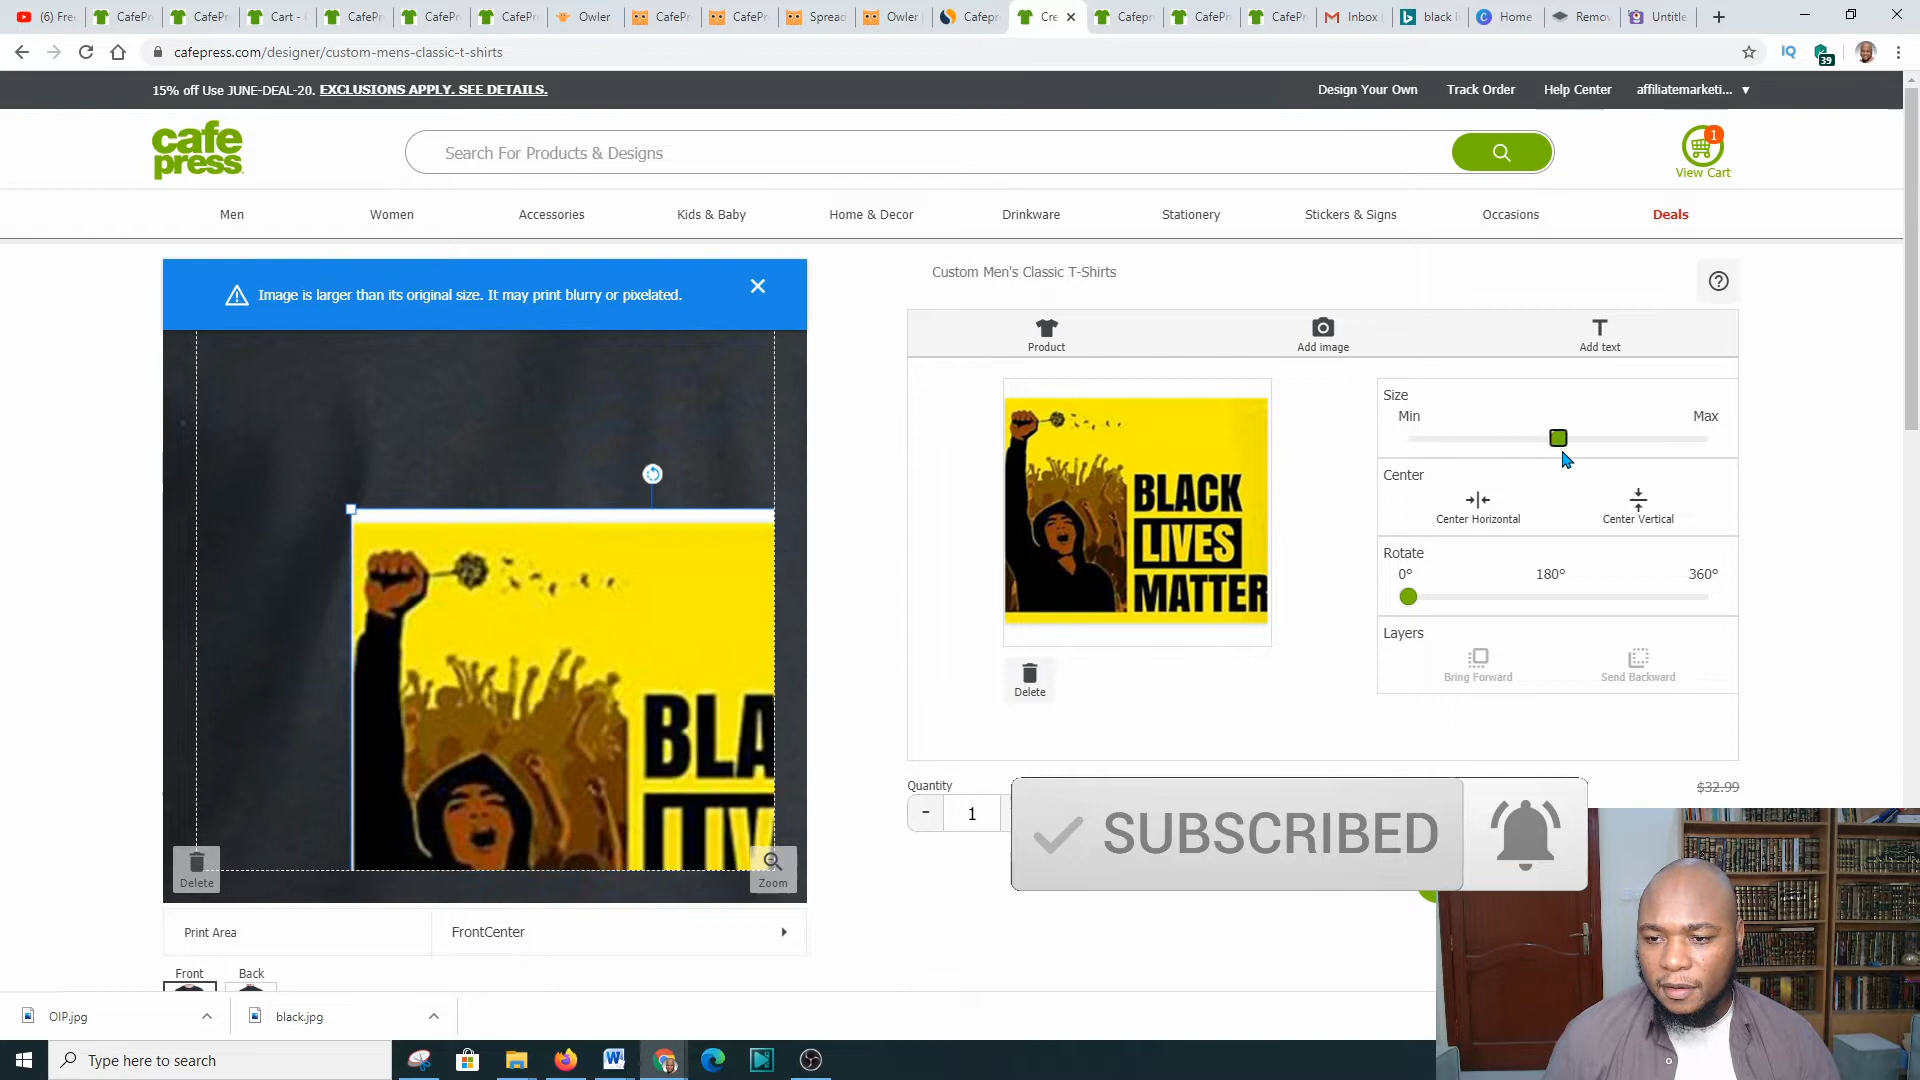 (6) Fre
CafePr
CafePr
Cart -
CafePr
CafePr
CafePr
Owler
CafePr
CafePr
Spread
Owler
Cafepr
Cre
Cafepr
CafePr
CafePr
Inbox
black li
Home
Remov
Untitle
cafepress.com/designer/custom-mens-classic-t-shirts
IQ
39
15% off Use JUNE-DEAL-20. EXCLUSIONS APPLY. SEE DETAILS.
Design Your Own
Track Order
Help Center
affiliatemarketi... ▼
cafe
press
Search For Products & Designs
1
View Cart
Men
Women
Accessories
Kids & Baby
Home & Decor
Drinkware
Stationery
Stickers & Signs
Occasions
Deals
Image is larger than its original size. It may print blurry or pixelated.
Custom Men's Classic T-Shirts
Product
Add image
Add text
BLACK
LIVES
MATTER
Delete
Size
Min
Max
Center
Center Horizontal
Center Vertical
Rotate
0°
180°
360°
Layers
Bring Forward
Send Backward
BLA
LIV
Delete
Zoom
Print Area
FrontCenter
Front
Back
Quantity
- 1
$32.99
SUBSCRIBED
OIP.jpg
black.jpg
Type here to search